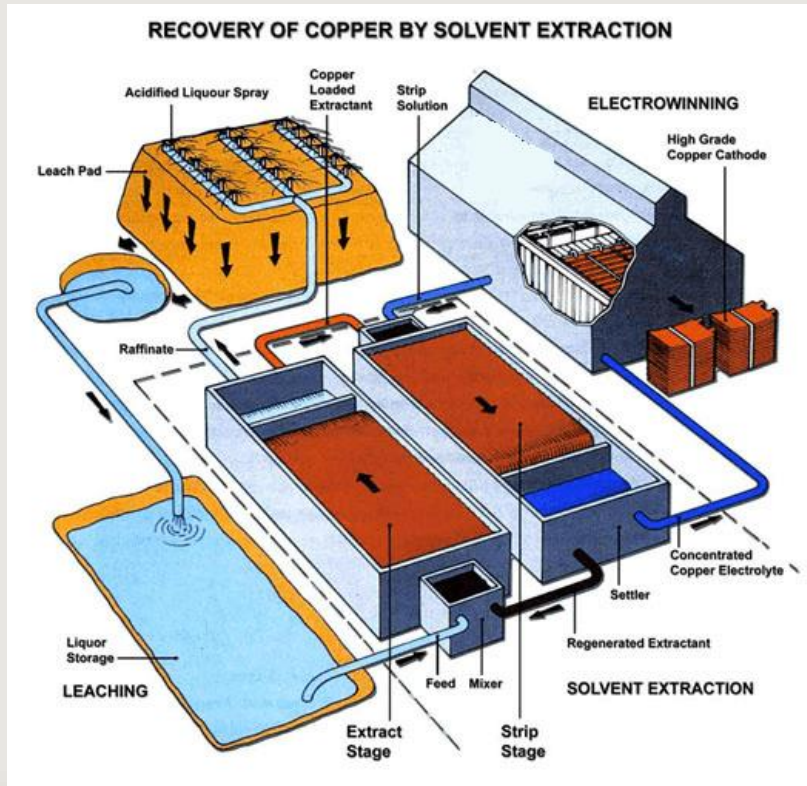 RECOVERY OF COPPER BY SOLVENT EXTRACTION
Acidified Liquour Spray
Copper
Loaded
Extractant
Strip
Solution
ELECTROWINNING
High Grade
Copper Cathode
Leach Pad
Raffinate
Concentrated
Copper Electrolyte
Settler
Regenerated Extractant
Liquor
Storage
LEACHING
Feed
Mixer
SOLVENT EXTRACTION
Extract
Stage
Strip
Stage